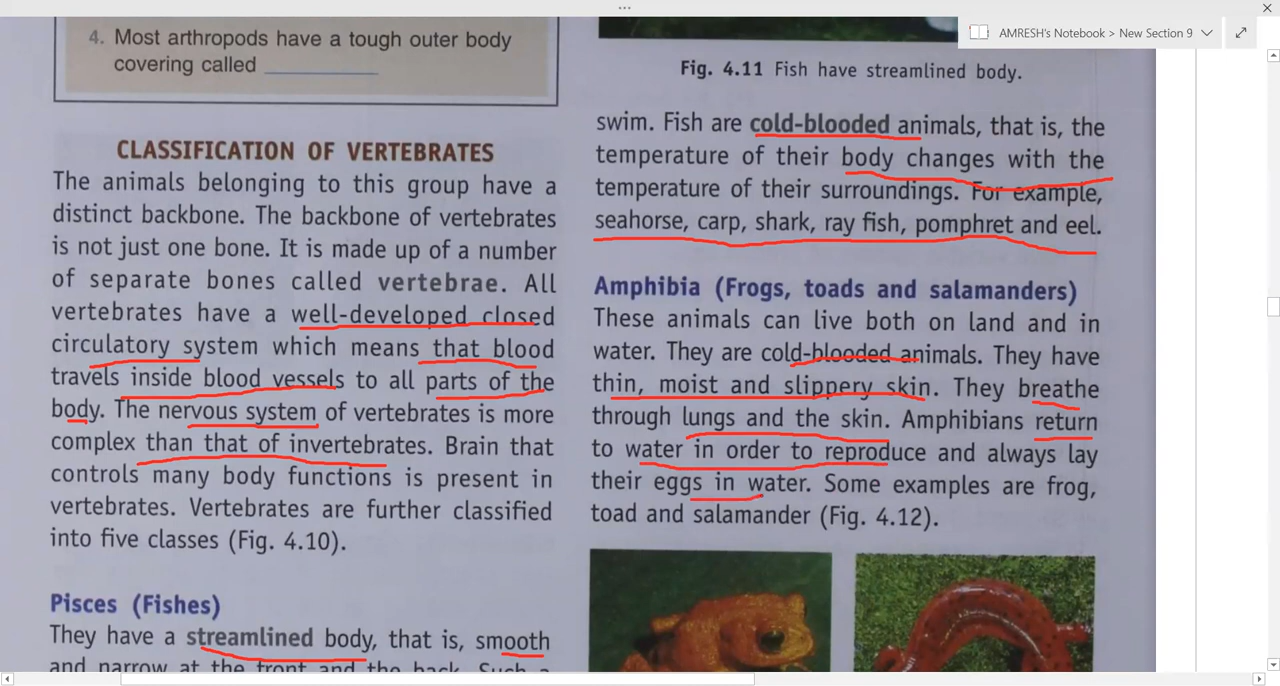 AMRESH's Notebook > New Section 9
4. Most arthropods have a tough outer body
covering called __________
CLASSIFICATION OF VERTEBRATES
The animals belonging to this group have a
distinct backbone. The backbone of vertebrates
is not just one bone. It is made up of a number
of separate bones called vertebrae. All
vertebrates have a well-developed closed
circulatory system which means that blood
travels inside blood vessels to all parts of the
body. The nervous system of vertebrates is more
complex than that of invertebrates. Brain that
controls many body functions is present in
vertebrates. Vertebrates are further classified
into five classes (Fig. 4.10).
Pisces (Fishes)
They have a streamlined body, that is, smooth
and narrow at the front and the back. Such a
Fig. 4.11 Fish have streamlined body.
swim. Fish are cold-blooded animals, that is, the
temperature of their body changes with the
temperature of their surroundings. For example,
seahorse, carp, shark, ray fish, pomphret and eel.
Amphibia (Frogs, toads and salamanders)
These animals can live both on land and in
water. They are cold-blooded animals. They have
thin, moist and slippery skin. They breathe
through lungs and the skin. Amphibians return
to water in order to reproduce and always lay
their eggs in water. Some examples are frog,
toad and salamander (Fig. 4.12).